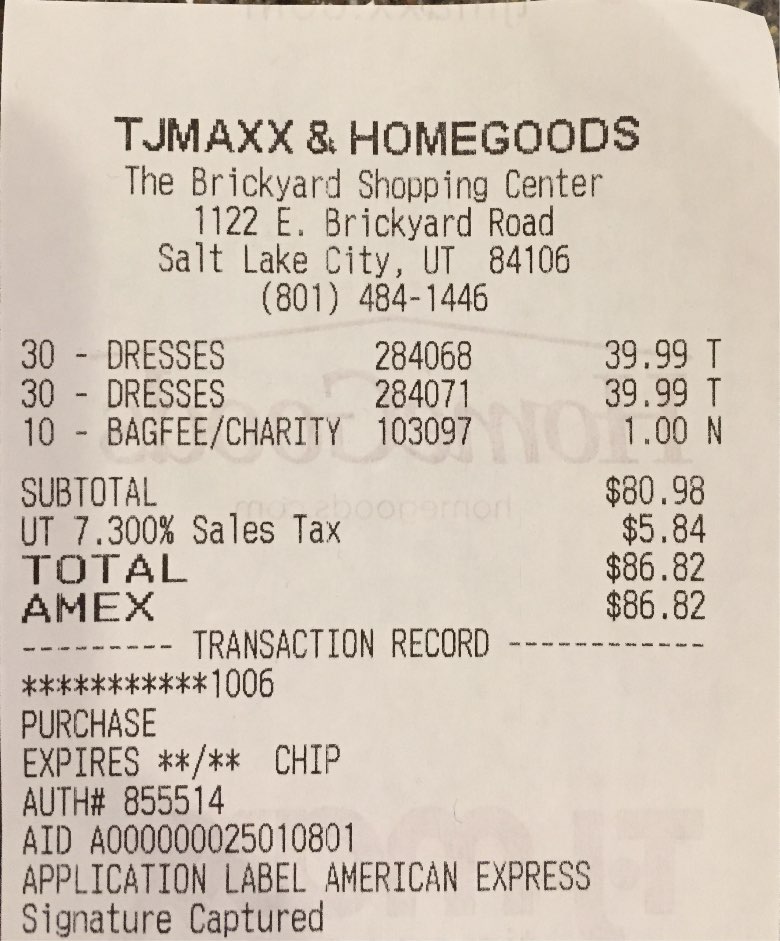 TJMAXX & HOMEGOODS
The Brickyard Shopping Center
1122 E. Brickyard Road
Salt Lake City, UT 84106
(801) 484-1446
30 - DRESSES 284068 39.99 T
30 - DRESSES 284071 39.99 T
10 - BAGFEE/CHARITY 103097 1.00 N
SUBTOTAL $80.98
UT 7.300% Sales Tax $5.84
TOTAL $86.82
AMEX $86.82
--------- TRANSACTION RECORD ------------
***********1006
PURCHASE
EXPIRES **/** CHIP
AUTH# 855514
AID A000000025010801
APPLICATION LABEL AMERICAN EXPRESS
Signature Captured
HomeGoods
homegoods.com